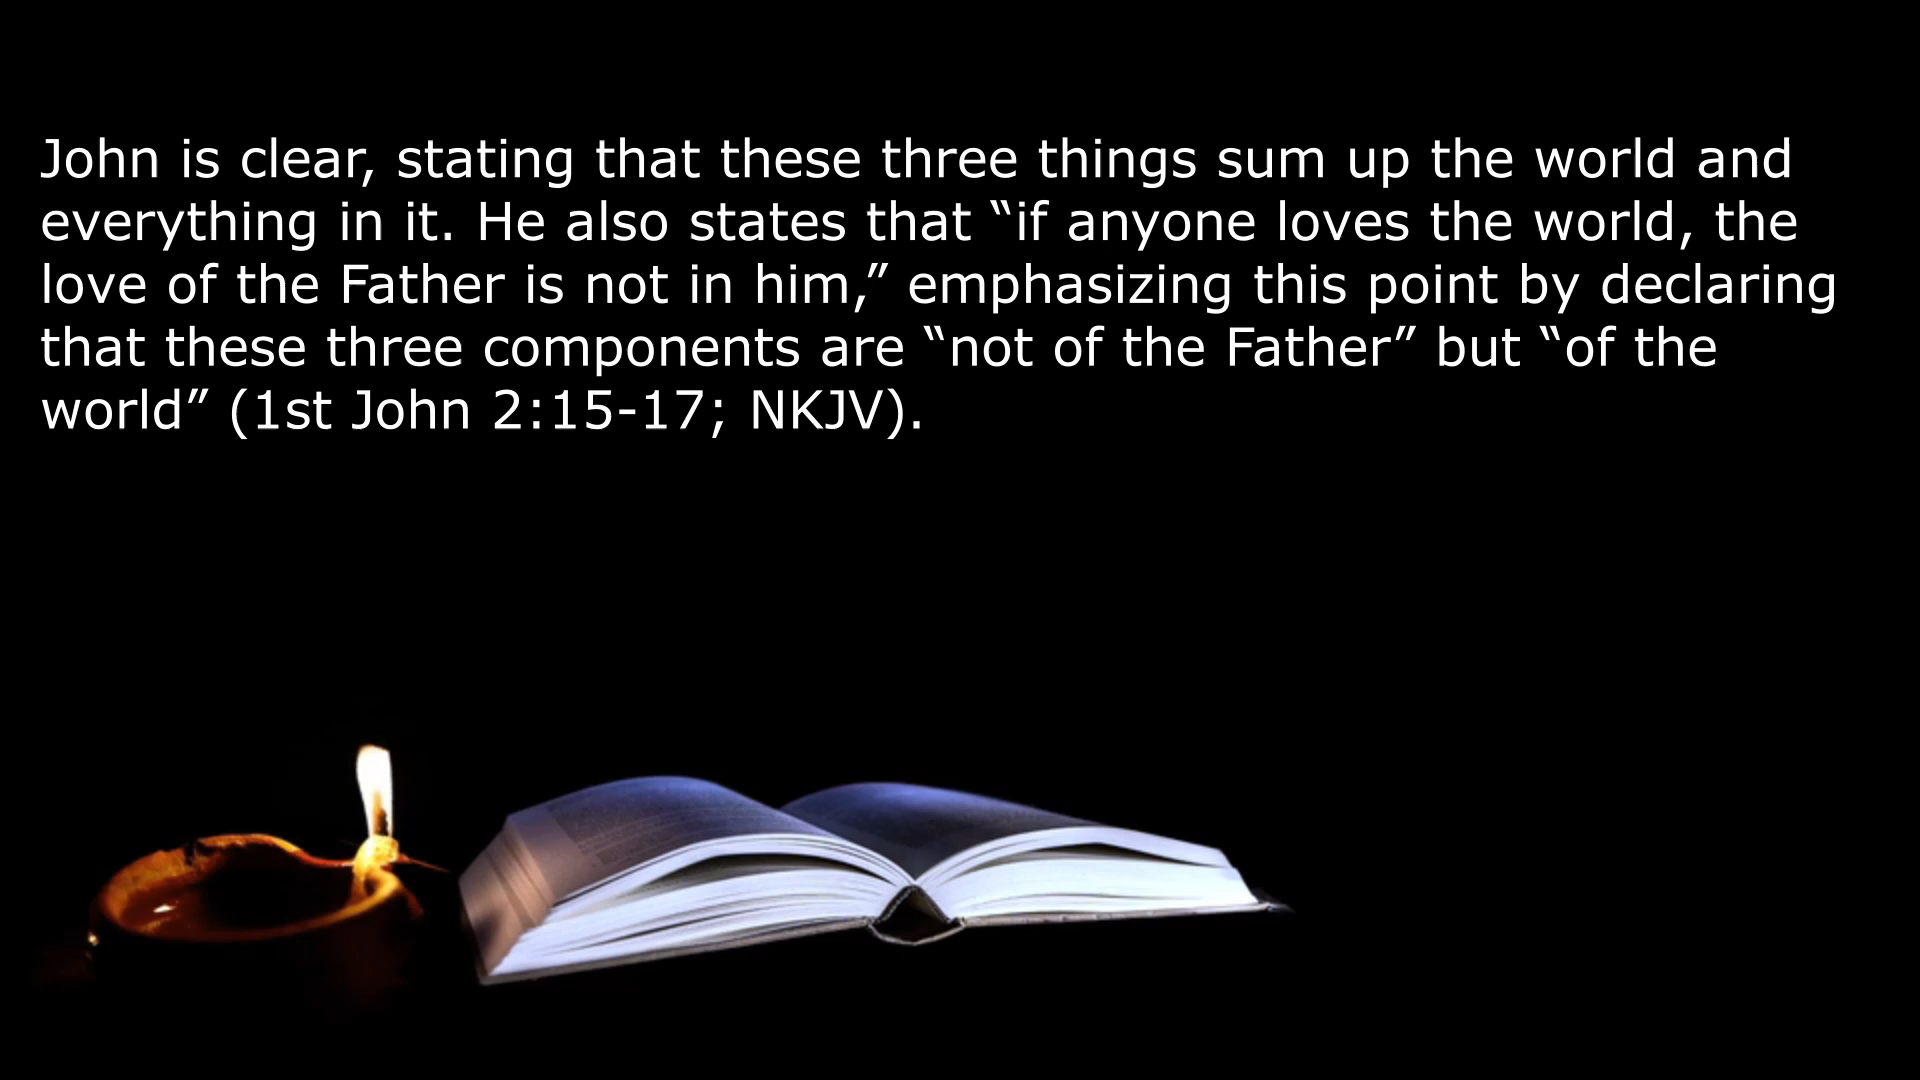 John is clear, stating that these three things sum up the world and
everything in it. He also states that “if anyone loves the world, the
love of the Father is not in him,” emphasizing this point by declaring
that these three components are “not of the Father” but “of the
world” (1st John 2:15-17; NKJV).